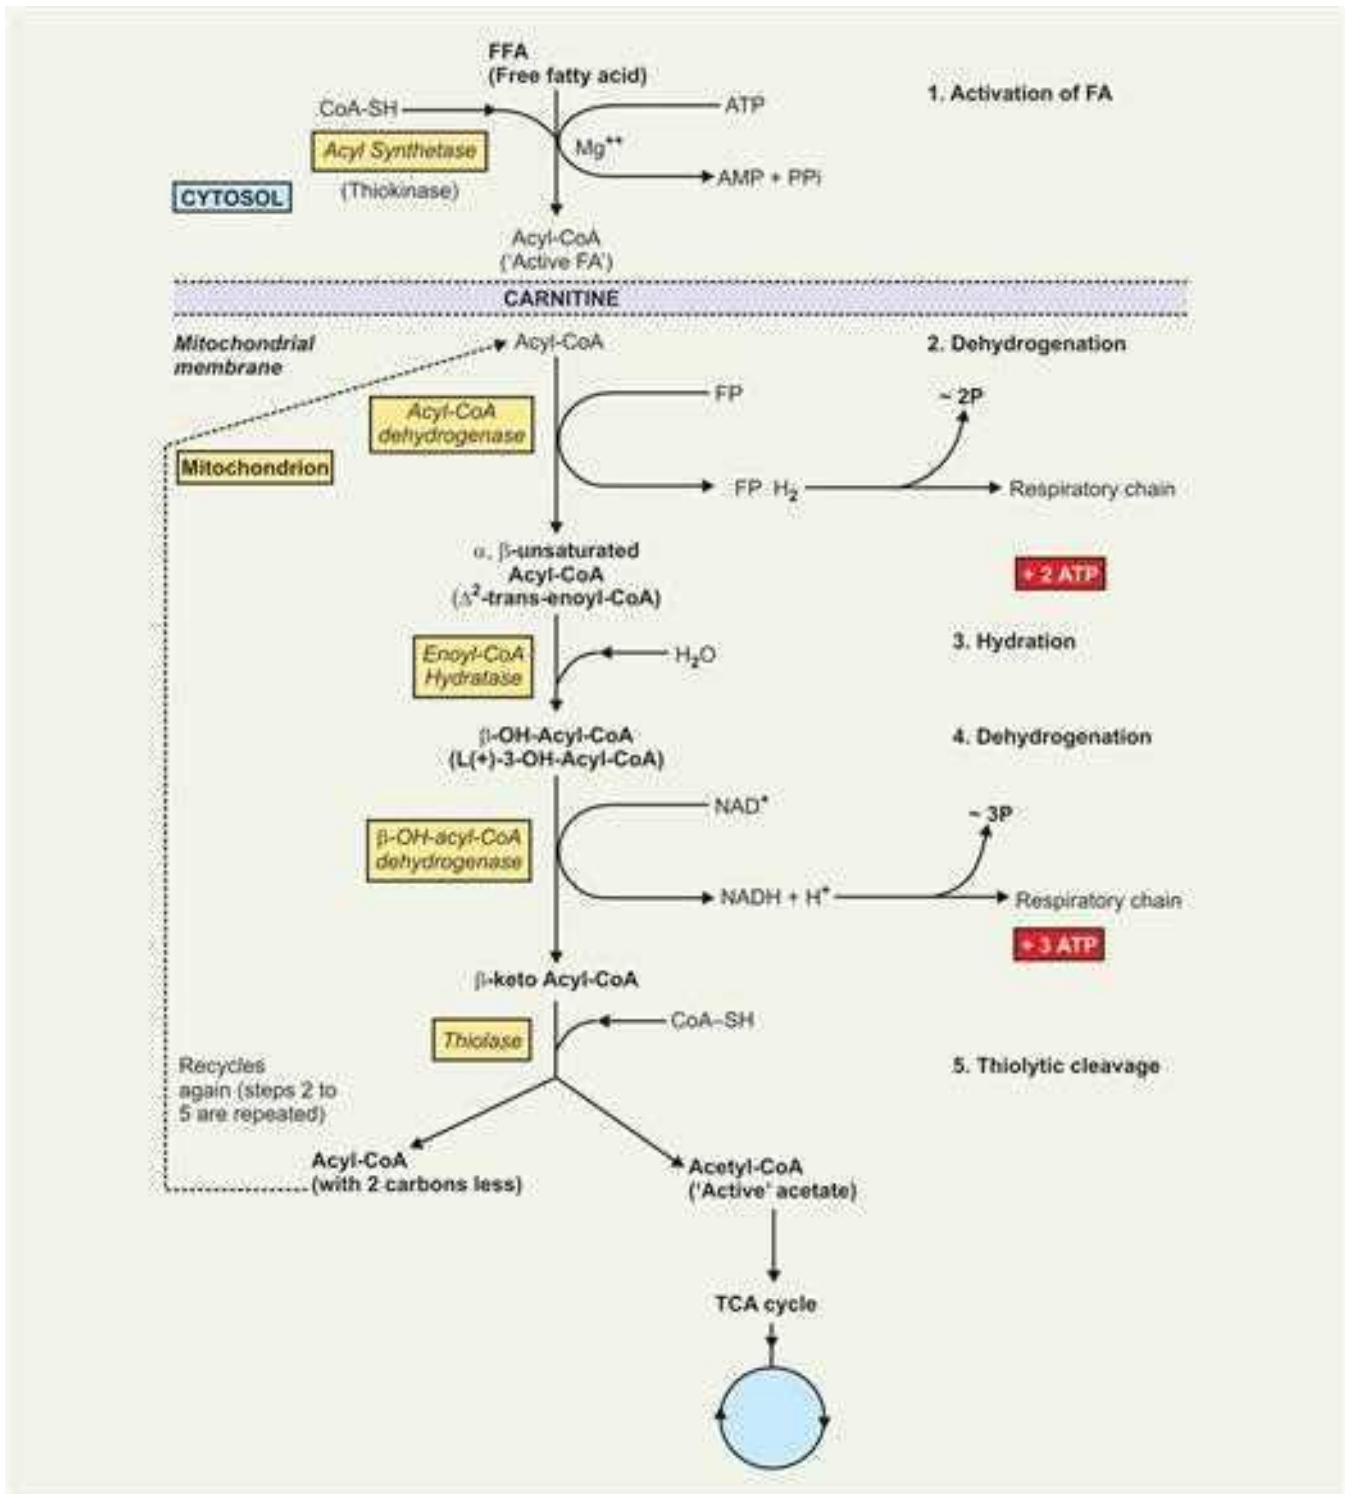 FFA
(Free fatty acid)
1. Activation of FA
CoA-SH
ATP
Acyl Synthetase
Mg++
(Thiokinase)
AMP + PPi
CYTOSOL
Acyl-CoA
('Active FA')
CARNITINE
Mitochondrial
membrane
Acyl-CoA
2. Dehydrogenation
FP
~ 2P
Acyl-CoA
dehydrogenase
Mitochondrion
FP H2
Respiratory chain
α, β-unsaturated
Acyl-CoA
(Δ2-trans-enoyl-CoA)
+ 2 ATP
3. Hydration
Enoyl-CoA
Hydratase
H2O
β-OH-Acyl-CoA
(L(+)-3-OH-Acyl-CoA)
4. Dehydrogenation
NAD+
~ 3P
β-OH-acyl-CoA
dehydrogenase
NADH + H+
Respiratory chain
+ 3 ATP
β-keto Acyl-CoA
CoA–SH
Thiolase
5. Thiolytic cleavage
Recycles
again (steps 2 to
5 are repeated)
Acyl-CoA
(with 2 carbons less)
Acetyl-CoA
('Active' acetate)
TCA cycle